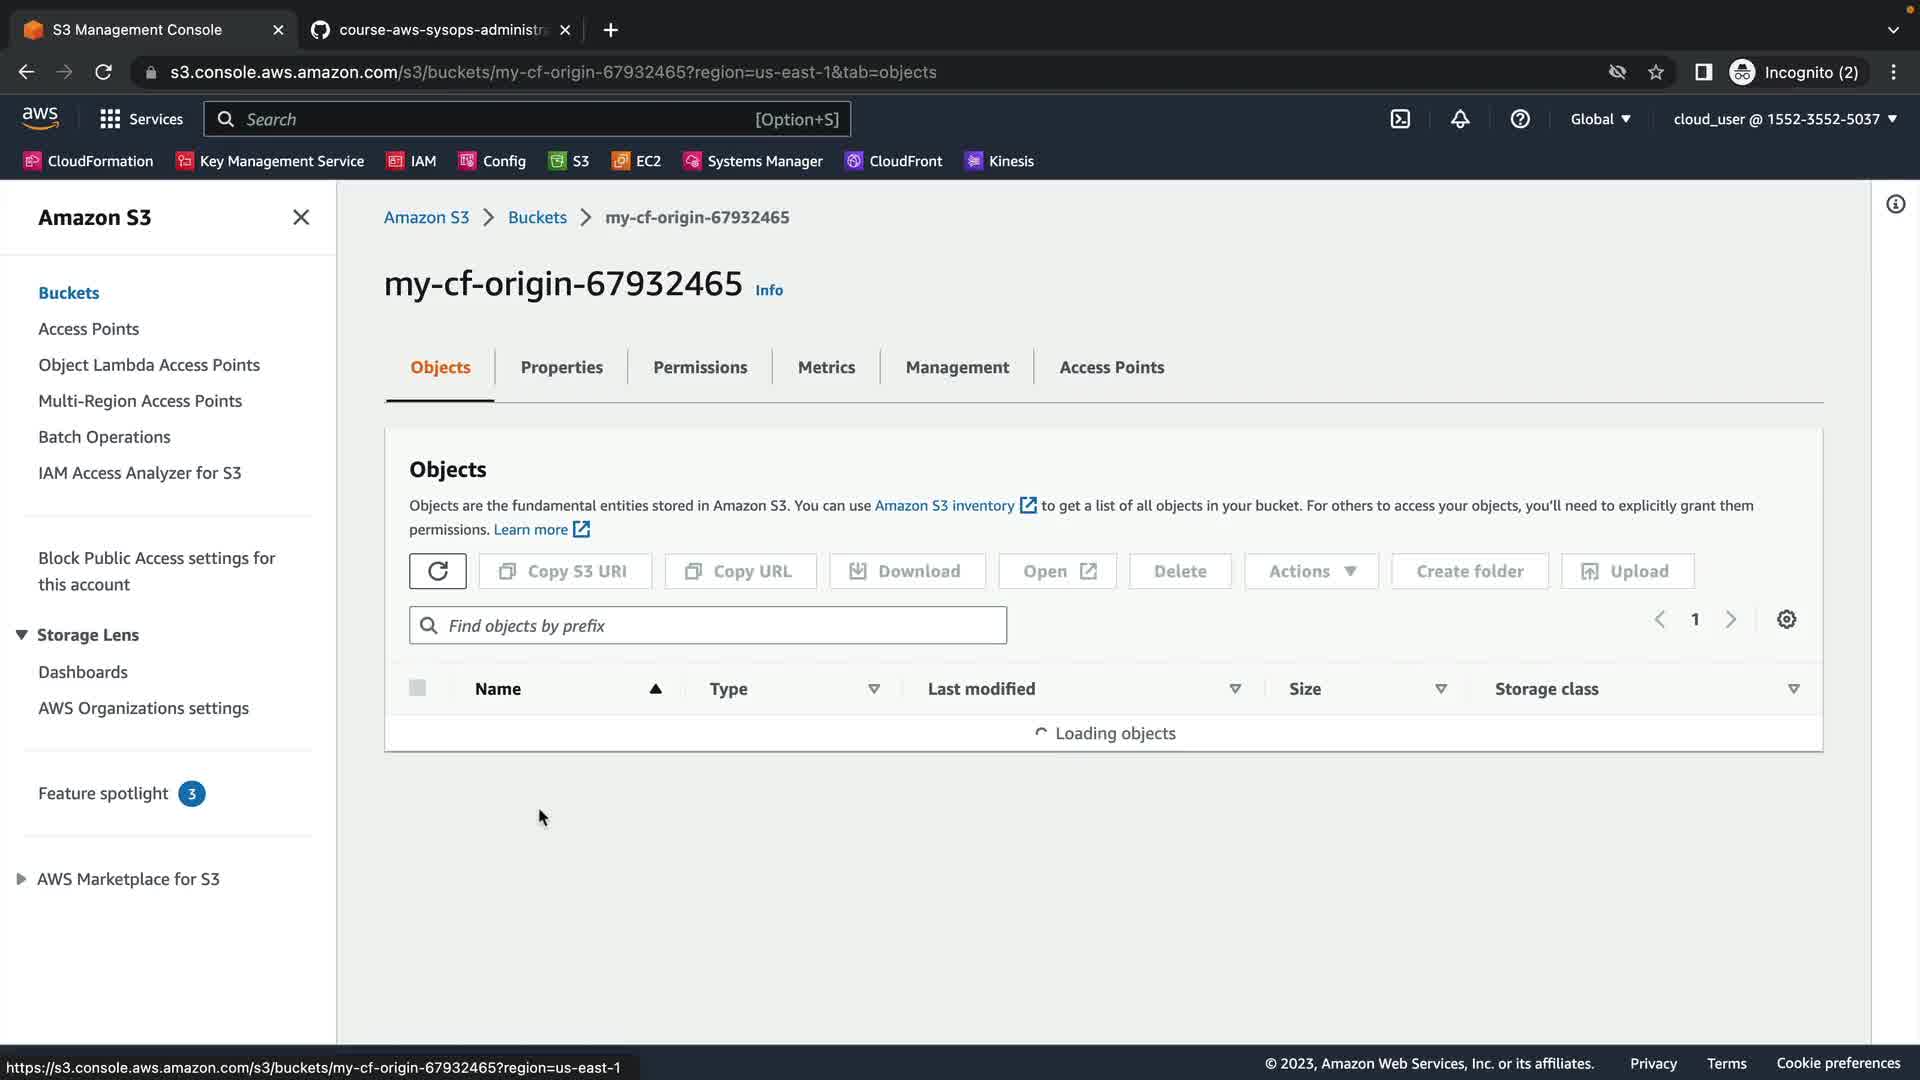 S3 Management Console
course-aws-sysops-administra
s3.console.aws.amazon.com/s3/buckets/my-cf-origin-67932465?region=us-east-1&tab=objects
Incognito (2)
aws
Services
Search
[Option+S]
Global
cloud_user @ 1552-3552-5037
CloudFormation
Key Management Service
IAM
Config
S3
EC2
Systems Manager
CloudFront
Kinesis
Amazon S3
Buckets
Access Points
Object Lambda Access Points
Multi-Region Access Points
Batch Operations
IAM Access Analyzer for S3
Block Public Access settings for
this account
Storage Lens
Dashboards
AWS Organizations settings
Feature spotlight 3
AWS Marketplace for S3
Amazon S3 > Buckets > my-cf-origin-67932465
my-cf-origin-67932465 Info
Objects
Properties
Permissions
Metrics
Management
Access Points
Objects
Objects are the fundamental entities stored in Amazon S3. You can use Amazon S3 inventory to get a list of all objects in your bucket. For others to access your objects, you'll need to explicitly grant them
permissions. Learn more
Copy S3 URI
Copy URL
Download
Open
Delete
Actions
Create folder
Upload
Find objects by prefix
1
Name
Type
Last modified
Size
Storage class
Loading objects
https://s3.console.aws.amazon.com/s3/buckets/my-cf-origin-67932465?region=us-east-1
© 2023, Amazon Web Services, Inc. or its affiliates.
Privacy
Terms
Cookie preferences